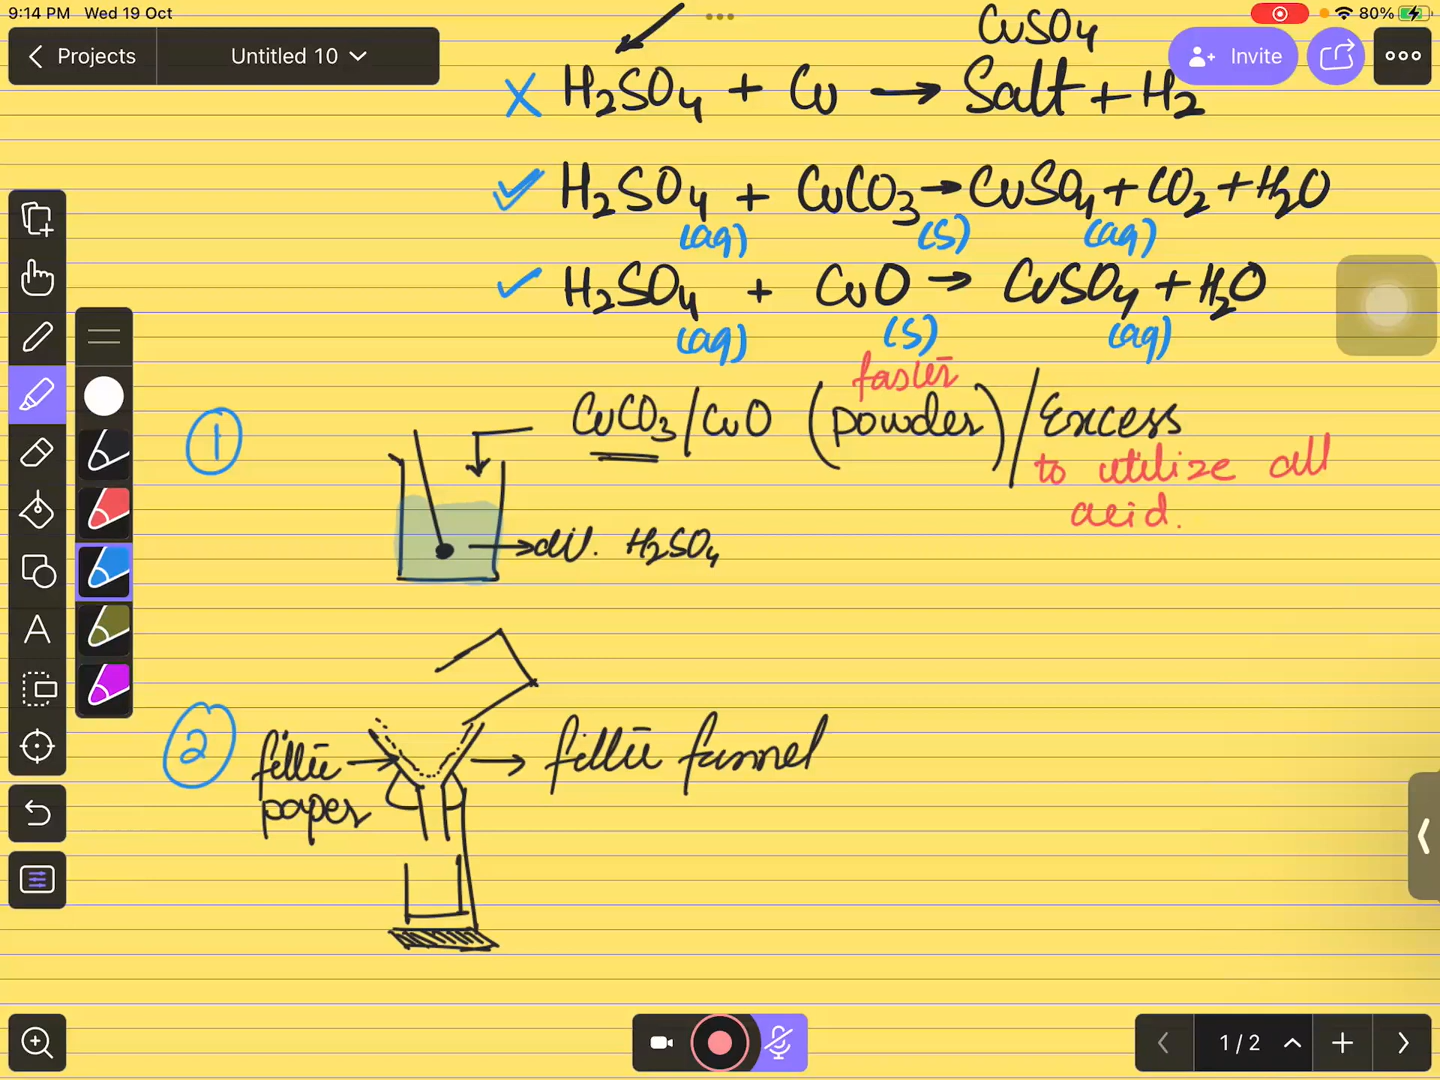 9:14 PM Wed 19 Oct
80%
Projects
Untitled 10
Invite
CuSO4
H2SO4 + Cu → Salt + H2
H2SO4 + CuCO3 → CuSO4 + CO2 + H2O
(aq) (s) (aq)
H2SO4 + CuO → CuSO4 + H2O
(aq) (s) (aq)
faster
1 CuCO3/CuO (powder) / Excess
to utilize all
acid.
dil. H2SO4
2 filter
paper
filter funnel
A
1 / 2